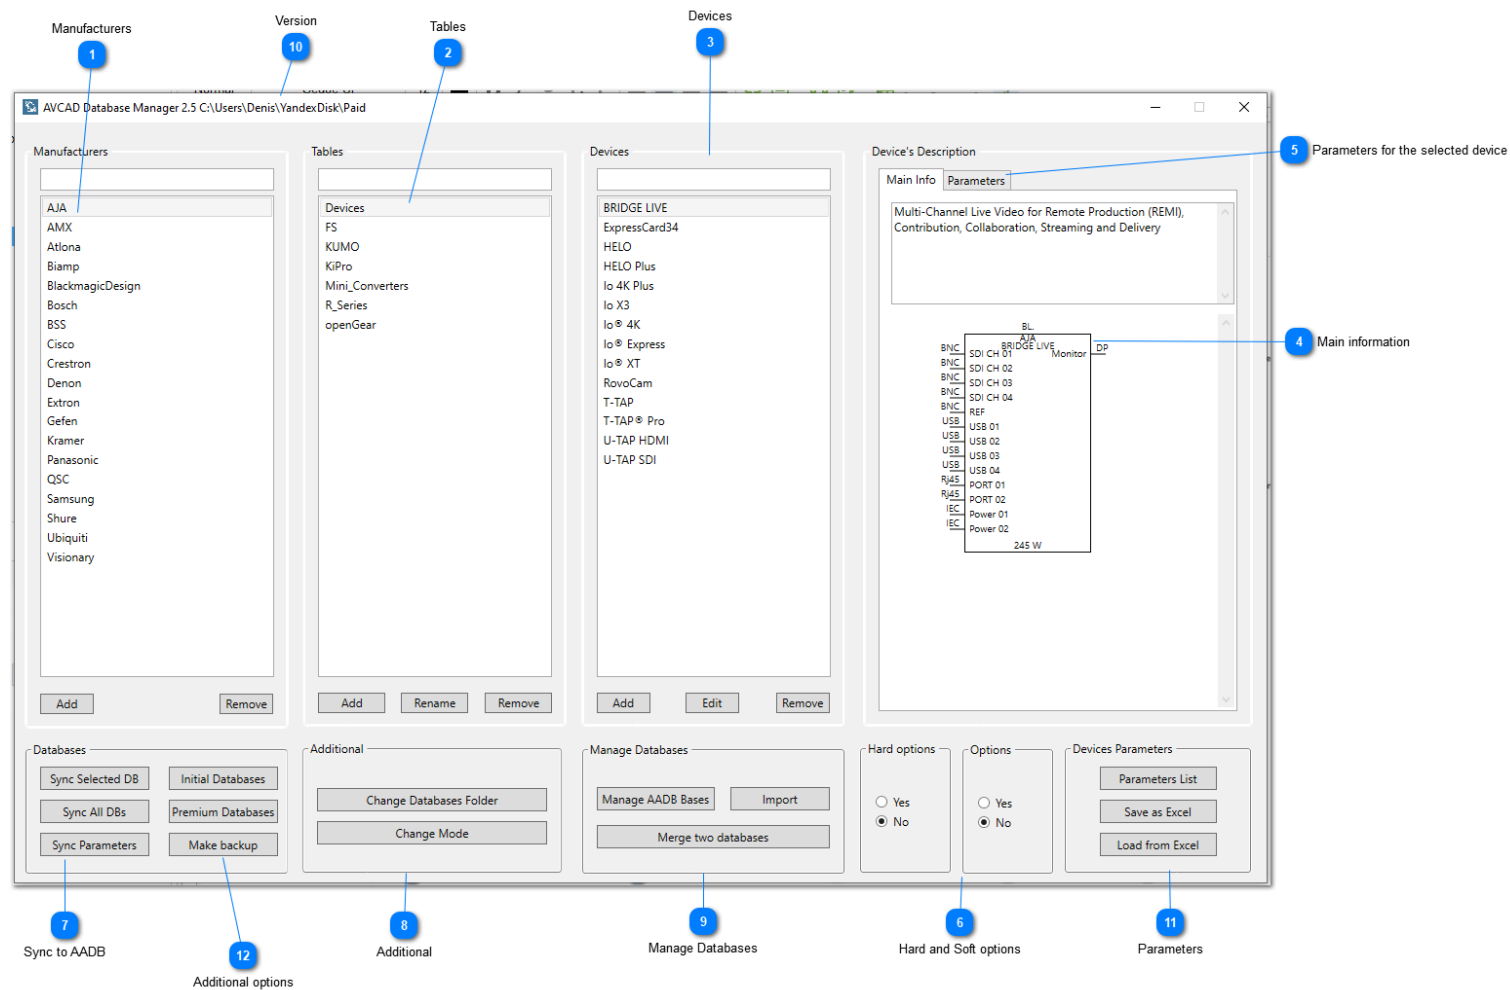 Manufacturers
1
Version
10
Tables
2
Devices
3
AVCAD Database Manager 2.5 C:\Users\Denis\YandexDisk\Paid
Manufacturers
AJA
AMX
Atlona
Biamp
BlackmagicDesign
Bosch
BSS
Cisco
Crestron
Denon
Extron
Gefen
Kramer
Panasonic
QSC
Samsung
Shure
Ubiquiti
Visionary
Add
Remove
Tables
Devices
FS
KUMO
KiPro
Mini_Converters
R_Series
openGear
Add
Rename
Remove
Devices
BRIDGE LIVE
ExpressCard34
HELO
HELO Plus
Io 4K Plus
Io X3
Io® 4K
Io® Express
Io® XT
RovoCam
T-TAP
T-TAP® Pro
U-TAP HDMI
U-TAP SDI
Add
Edit
Remove
Device's Description
Main Info
Parameters
Multi-Channel Live Video for Remote Production (REMI),
Contribution, Collaboration, Streaming and Delivery
BL.
AJA
BRIDGE LIVE
BNC SDI CH 01 Monitor DP
BNC SDI CH 02
BNC SDI CH 03
BNC SDI CH 04
BNC REF
USB USB 01
USB USB 02
USB USB 03
USB USB 04
Rj45 PORT 01
Rj45 PORT 02
IEC Power 01
IEC Power 02
245 W
5 Parameters for the selected device
4 Main information
Databases
Sync Selected DB
Initial Databases
Sync All DBs
Premium Databases
Sync Parameters
Make backup
Additional
Change Databases Folder
Change Mode
Manage Databases
Manage AADB Bases
Import
Merge two databases
Hard options
Yes
No
Options
Yes
No
Devices Parameters
Parameters List
Save as Excel
Load from Excel
7
Sync to AADB
12
Additional options
8
Additional
9
Manage Databases
6
Hard and Soft options
11
Parameters